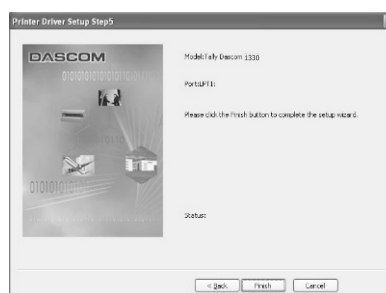 Printer Driver Setup Step5
DASCOM
Model:Tally Dascom 1330
Port:LPT1:
Please click the Finish button to complete the setup wizard.
Status:
< Back
Finish
Cancel